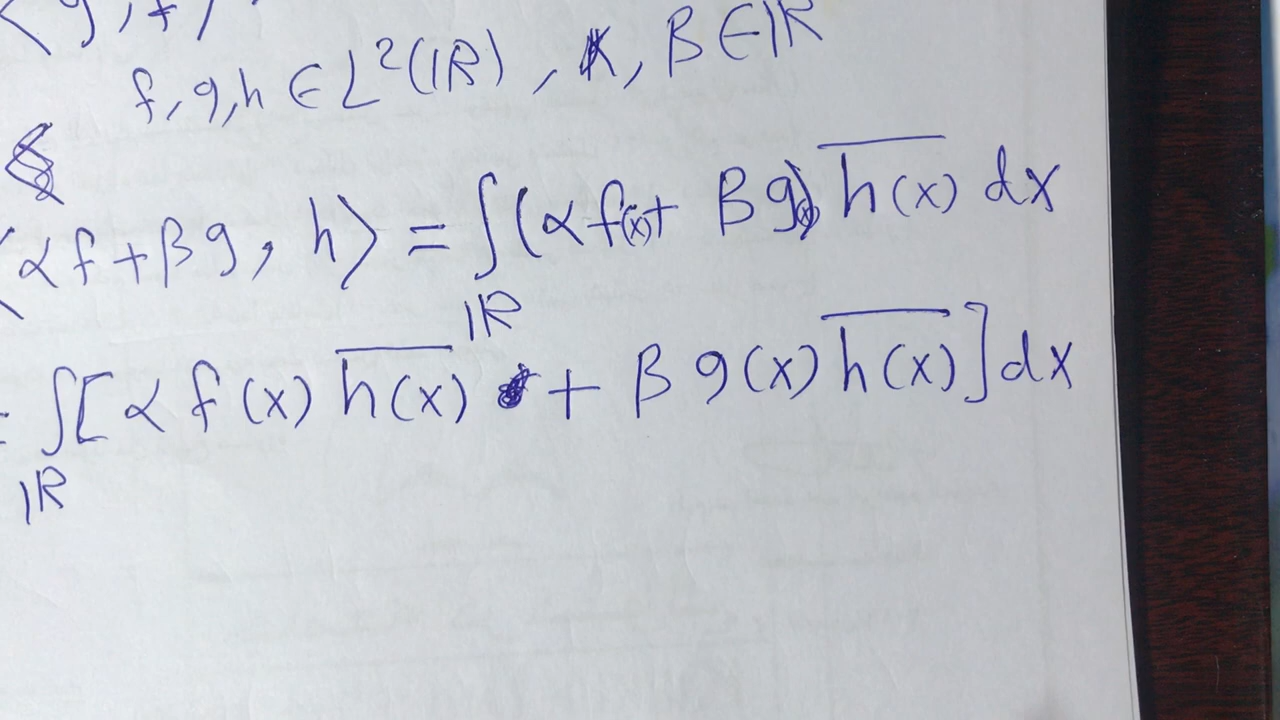 ⟨g,f⟩
f,g,h ∈ L²(ℝ), α, β ∈ ℝ
⟨αf+βg, h⟩ = ∫_ℝ (αf(x)+ βg(x)) \overline{h(x)} dx
= ∫_ℝ [αf(x) \overline{h(x)} + βg(x) \overline{h(x)}] dx